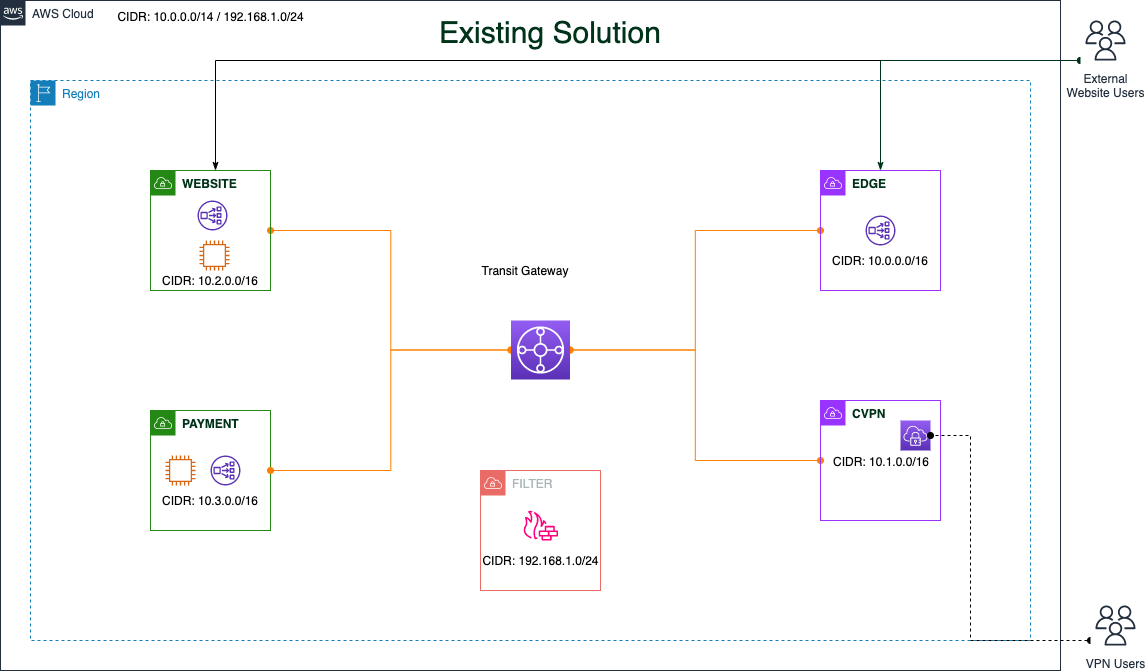 aws
AWS Cloud
CIDR: 10.0.0.0/14 / 192.168.1.0/24
Existing Solution
External
Website Users
Region
WEBSITE
CIDR: 10.2.0.0/16
EDGE
CIDR: 10.0.0.0/16
Transit Gateway
PAYMENT
CIDR: 10.3.0.0/16
CVPN
CIDR: 10.1.0.0/16
FILTER
CIDR: 192.168.1.0/24
VPN Users